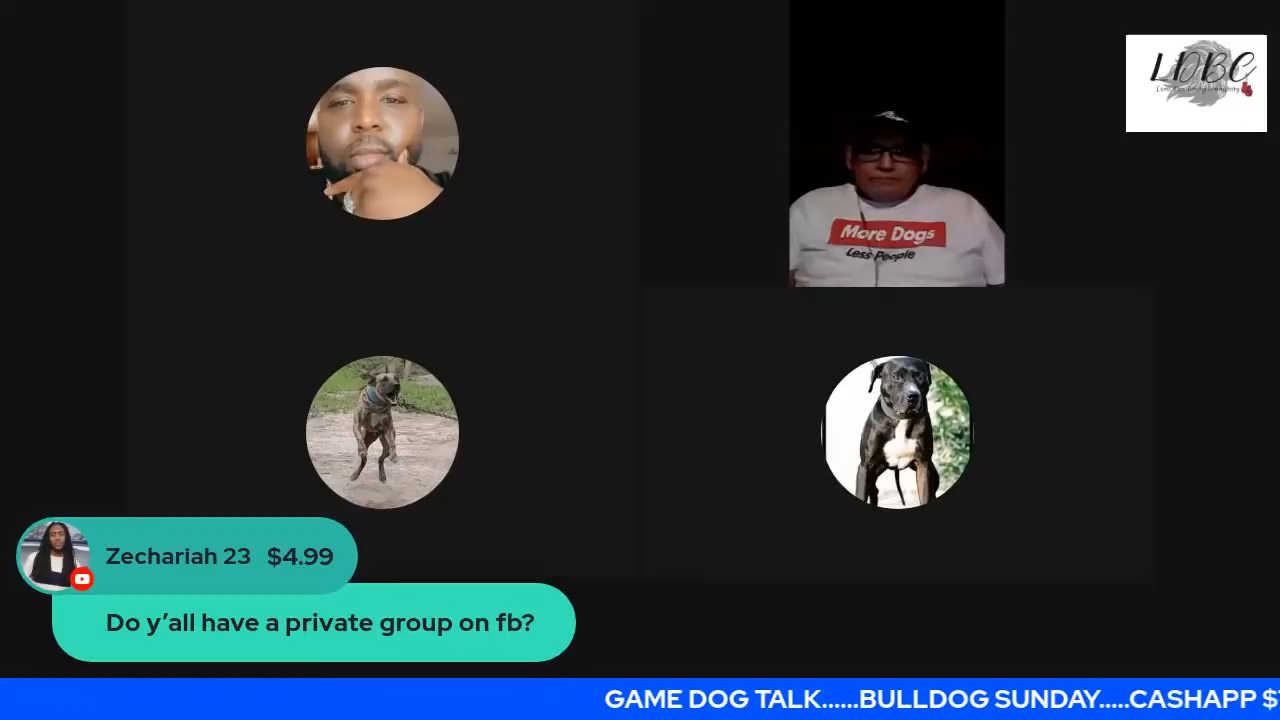 LDBC
More Dogs
Less People
Zechariah 23 $4.99
Do y’all have a private group on fb?
GAME DOG TALK......BULLDOG SUNDAY.....CASHAPP $